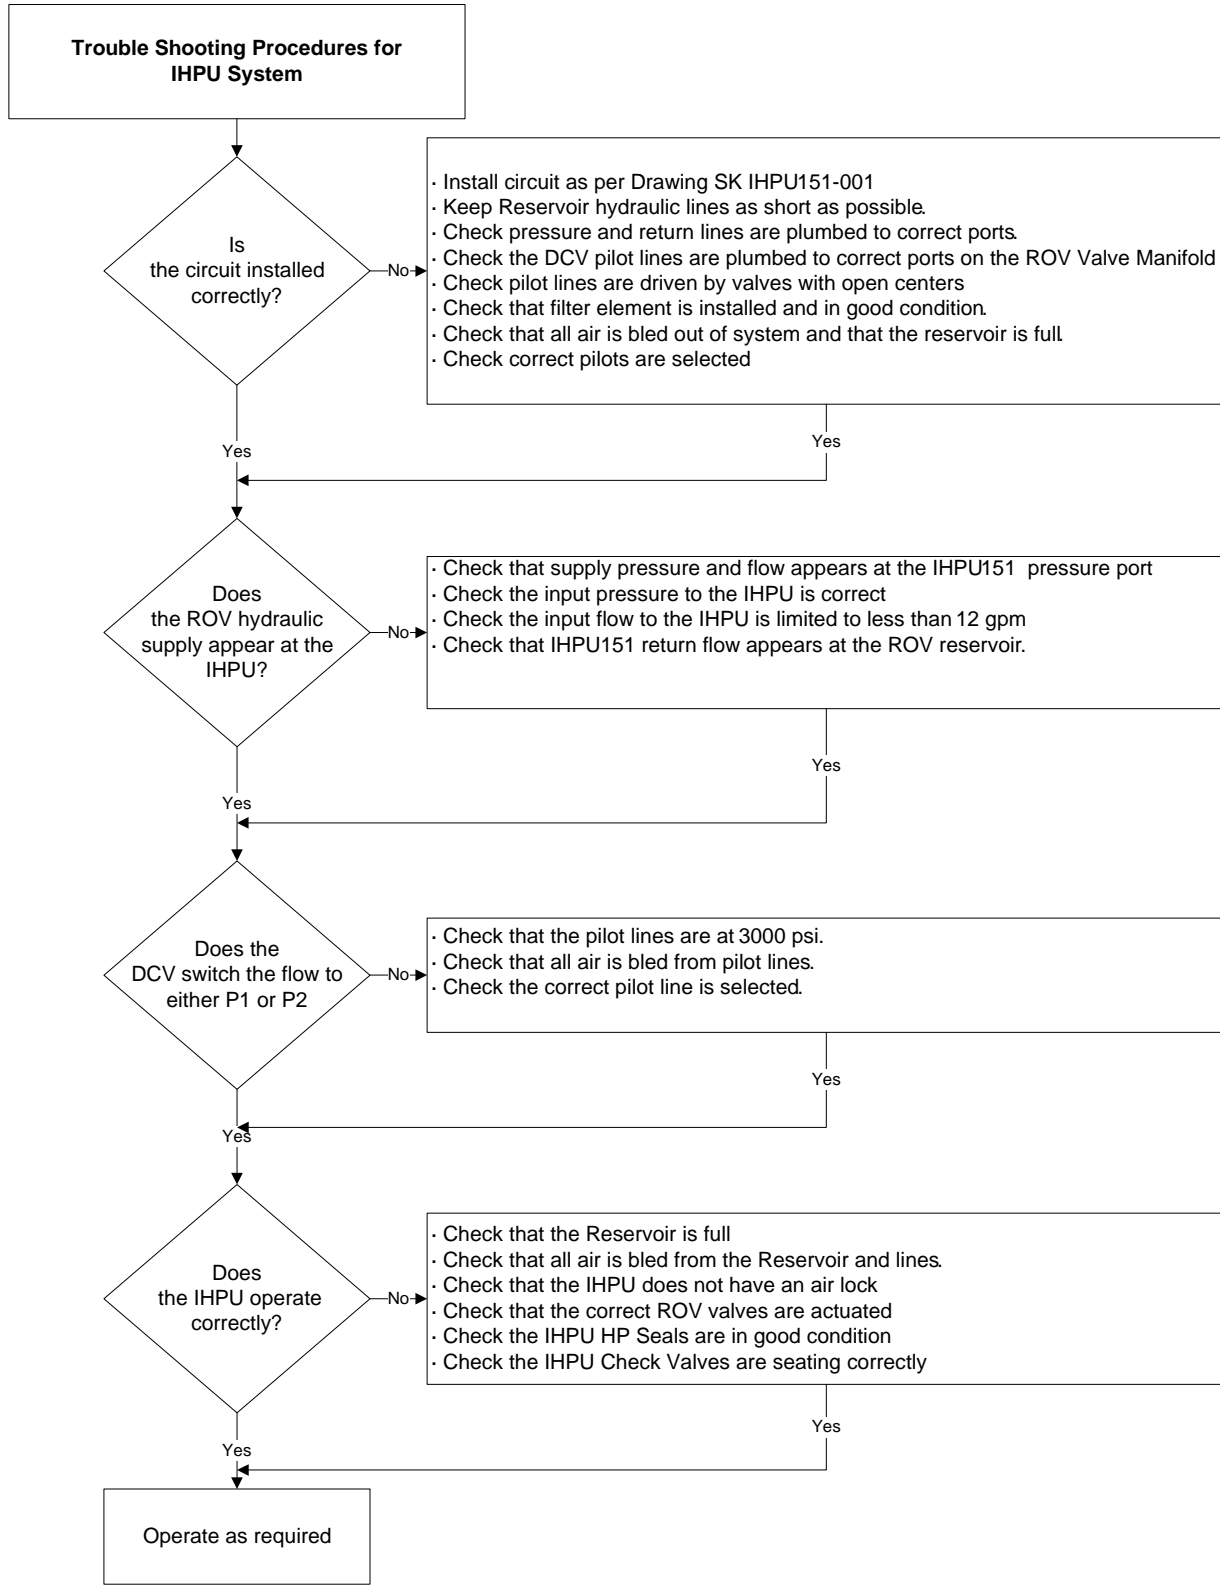 Trouble Shooting Procedures for
IHPU System
Is
the circuit installed
correctly?
No
· Install circuit as per Drawing SK IHPU151-001
· Keep Reservoir hydraulic lines as short as possible.
· Check pressure and return lines are plumbed to correct ports.
· Check the DCV pilot lines are plumbed to correct ports on the ROV Valve Manifold
· Check pilot lines are driven by valves with open centers
· Check that filter element is installed and in good condition.
· Check that all air is bled out of system and that the reservoir is full.
· Check correct pilots are selected
Yes
Yes
Does
the ROV hydraulic
supply appear at the
IHPU?
No
· Check that supply pressure and flow appears at the IHPU151 pressure port
· Check the input pressure to the IHPU is correct
· Check the input flow to the IHPU is limited to less than 12 gpm
· Check that IHPU151 return flow appears at the ROV reservoir.
Yes
Yes
Does the
DCV switch the flow to
either P1 or P2
No
· Check that the pilot lines are at 3000 psi.
· Check that all air is bled from pilot lines.
· Check the correct pilot line is selected.
Yes
Yes
Does
the IHPU operate
correctly?
No
· Check that the Reservoir is full
· Check that all air is bled from the Reservoir and lines.
· Check that the IHPU does not have an air lock
· Check that the correct ROV valves are actuated
· Check the IHPU HP Seals are in good condition
· Check the IHPU Check Valves are seating correctly
Yes
Yes
Operate as required